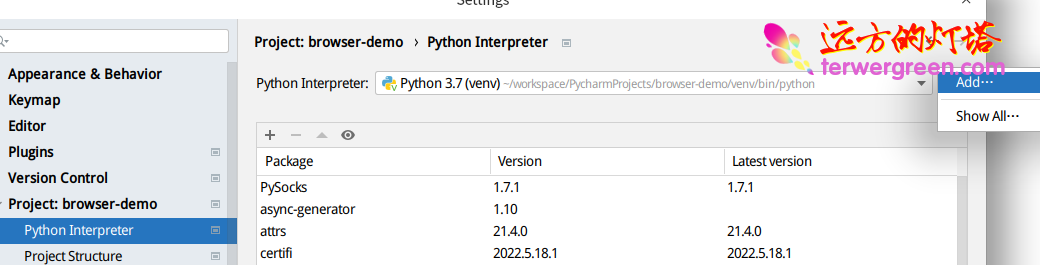 Settings
Project: browser-demo › Python Interpreter
远方的灯塔
terwergreen.com
Appearance & Behavior
Keymap
Editor
Plugins
Version Control
Project: browser-demo
Python Interpreter
Project Structure
Python Interpreter: Python 3.7 (venv) ~/workspace/PycharmProjects/browser-demo/venv/bin/python
Add⋯
Show All⋯
Package Version Latest version
PySocks 1.7.1 1.7.1
async-generator 1.10
attrs 21.4.0 21.4.0
certifi 2022.5.18.1 2022.5.18.1